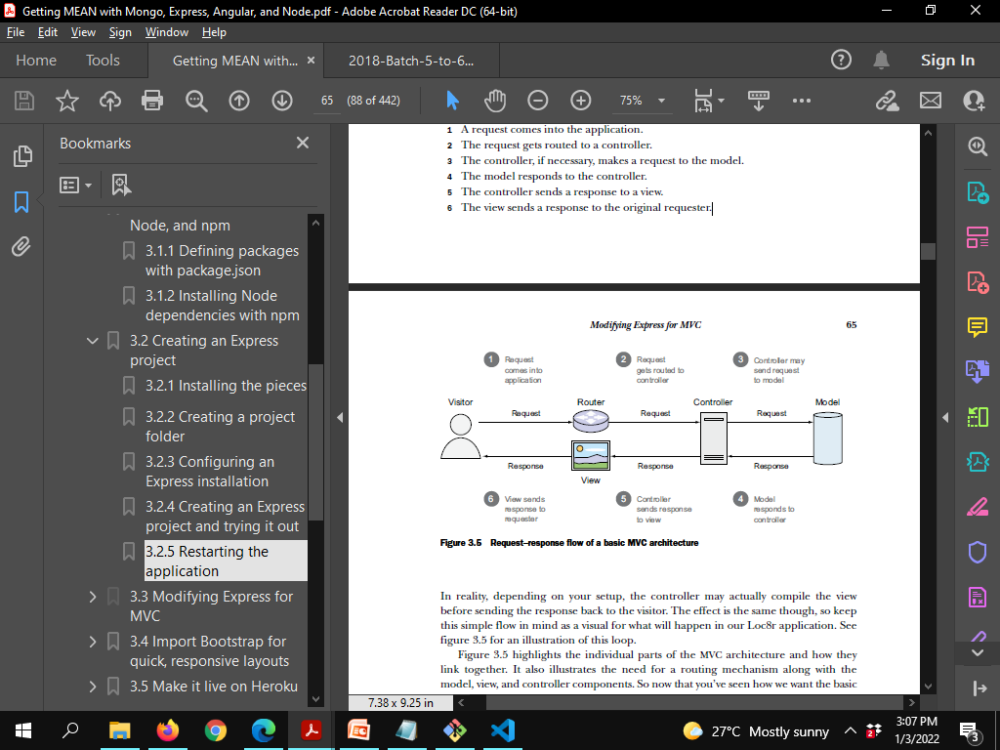 Getting MEAN with Mongo, Express, Angular, and Node.pdf - Adobe Acrobat Reader DC (64-bit)
File Edit View Sign Window Help
Home Tools Getting MEAN with... × 2018-Batch-5-to-6... Sign In
65 (88 of 442) 75%
Bookmarks
Node, and npm
3.1.1 Defining packages
with package.json
3.1.2 Installing Node
dependencies with npm
3.2 Creating an Express
project
3.2.1 Installing the pieces
3.2.2 Creating a project
folder
3.2.3 Configuring an
Express installation
3.2.4 Creating an Express
project and trying it out
3.2.5 Restarting the
application
3.3 Modifying Express for
MVC
3.4 Import Bootstrap for
quick, responsive layouts
3.5 Make it live on Heroku
1 A request comes into the application.
2 The request gets routed to a controller.
3 The controller, if necessary, makes a request to the model.
4 The model responds to the controller.
5 The controller sends a response to a view.
6 The view sends a response to the original requester.
Modifying Express for MVC 65
1 Request
comes into
application
2 Request
gets routed to
controller
3 Controller may
send request
to model
Visitor Router Controller Model
Request Request Request
Response Response Response
View
6 View sends
response to
requester
5 Controller
sends response
to view
4 Model
responds to
controller
Figure 3.5 Request–response flow of a basic MVC architecture
In reality, depending on your setup, the controller may actually compile the view
before sending the response back to the visitor. The effect is the same though, so keep
this simple flow in mind as a visual for what will happen in our Loc8r application. See
figure 3.5 for an illustration of this loop.
Figure 3.5 highlights the individual parts of the MVC architecture and how they
link together. It also illustrates the need for a routing mechanism along with the
model, view, and controller components. So now that you've seen how we want the basic
7.38 x 9.25 in
27°C Mostly sunny
2
3:07 PM
1/3/2022
3